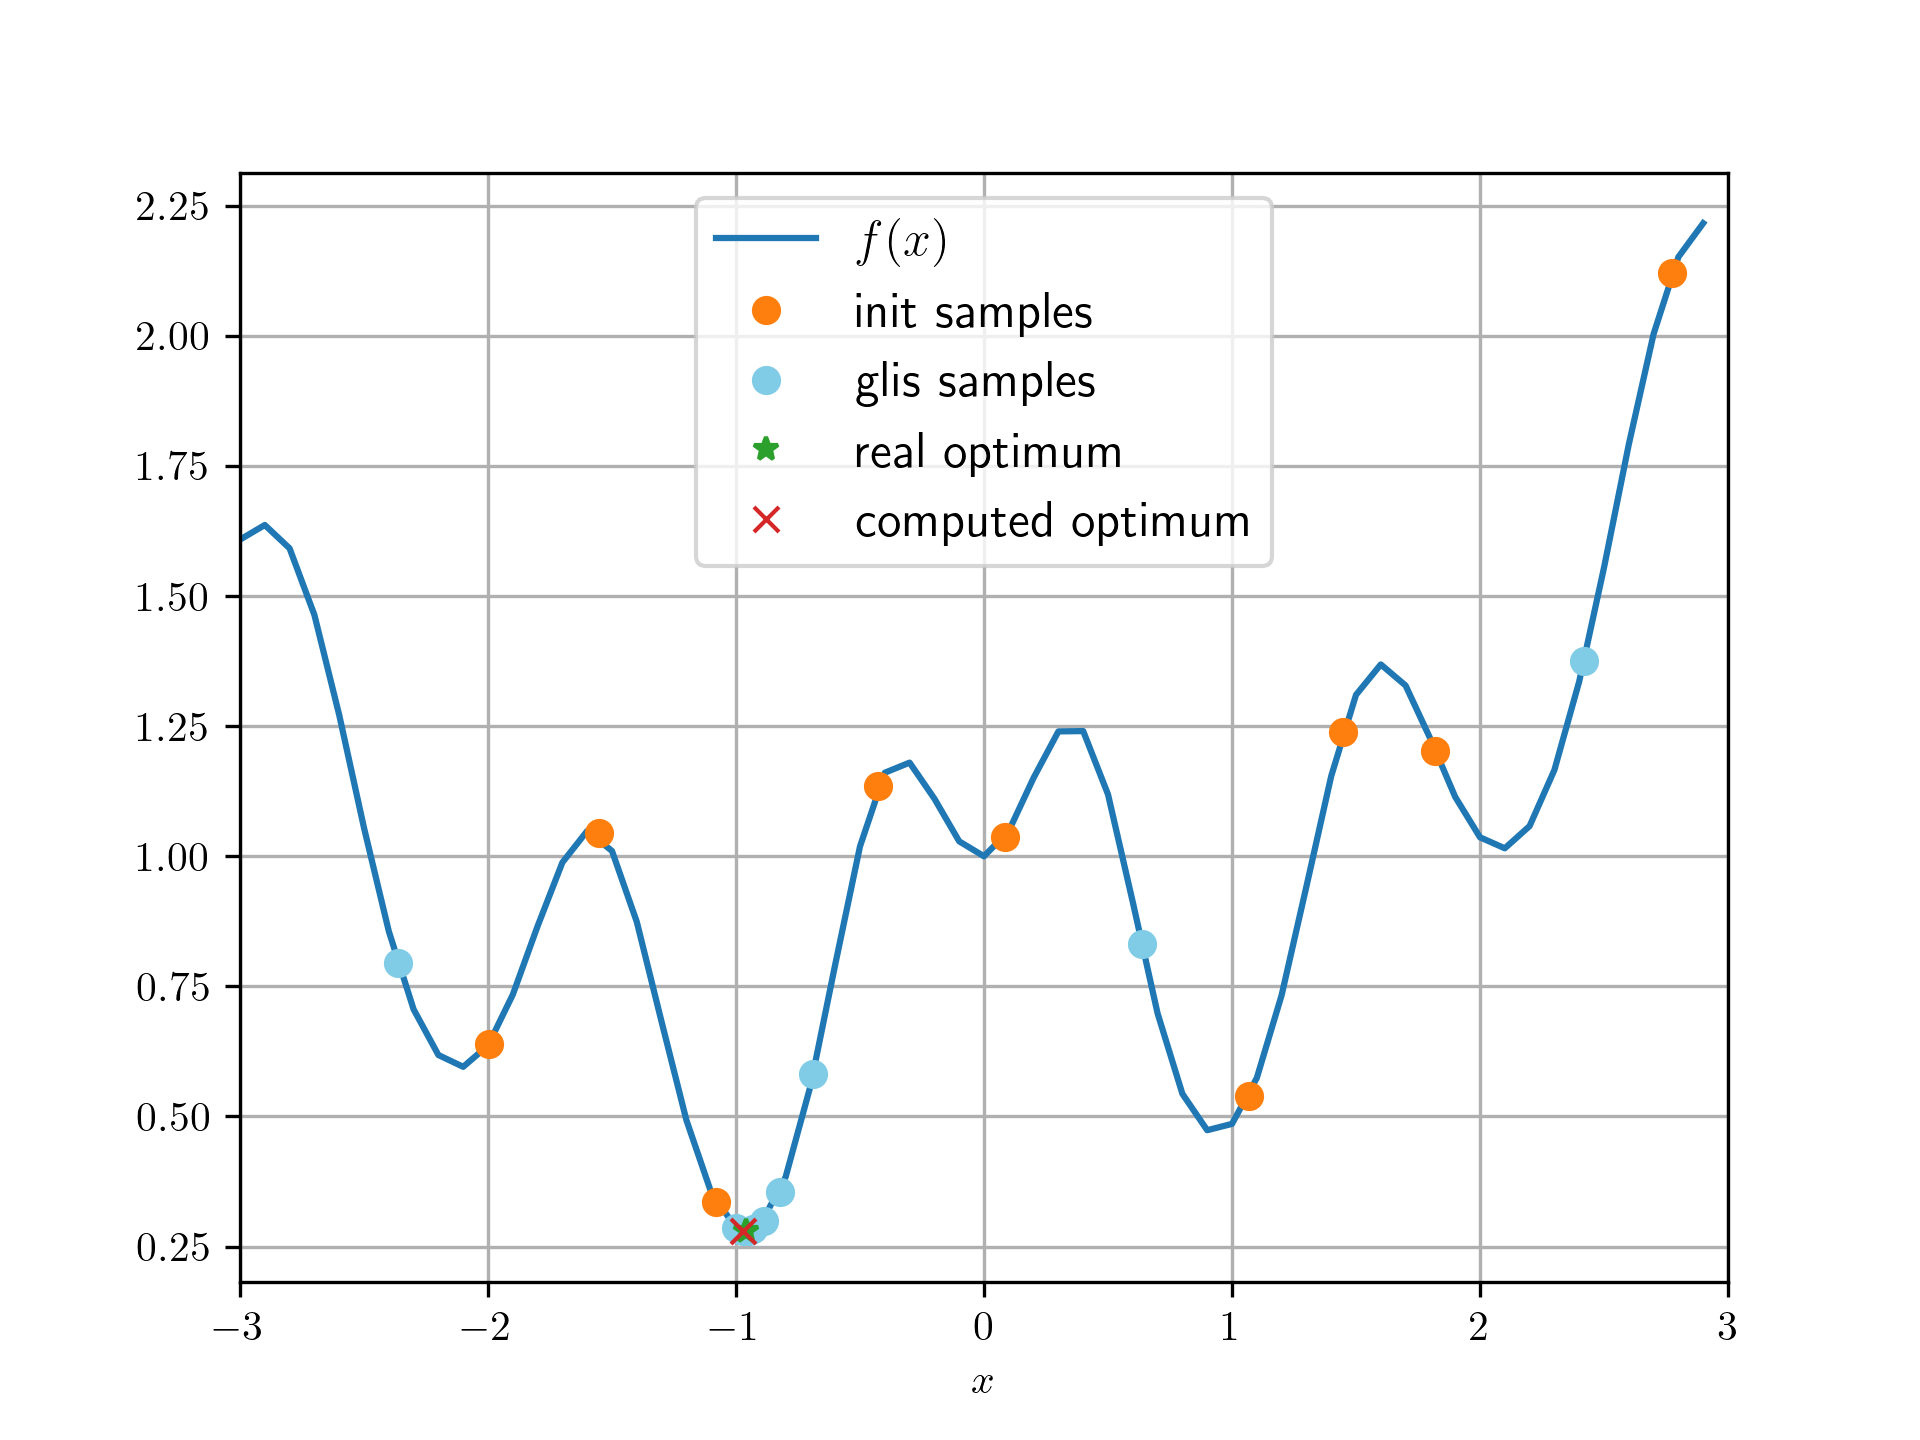 2.25
2.00
1.75
1.50
1.25
1.00
0.75
0.50
0.25
f(x)
init samples
glis samples
real optimum
computed optimum
−3 −2 −1 0 1 2 3
x